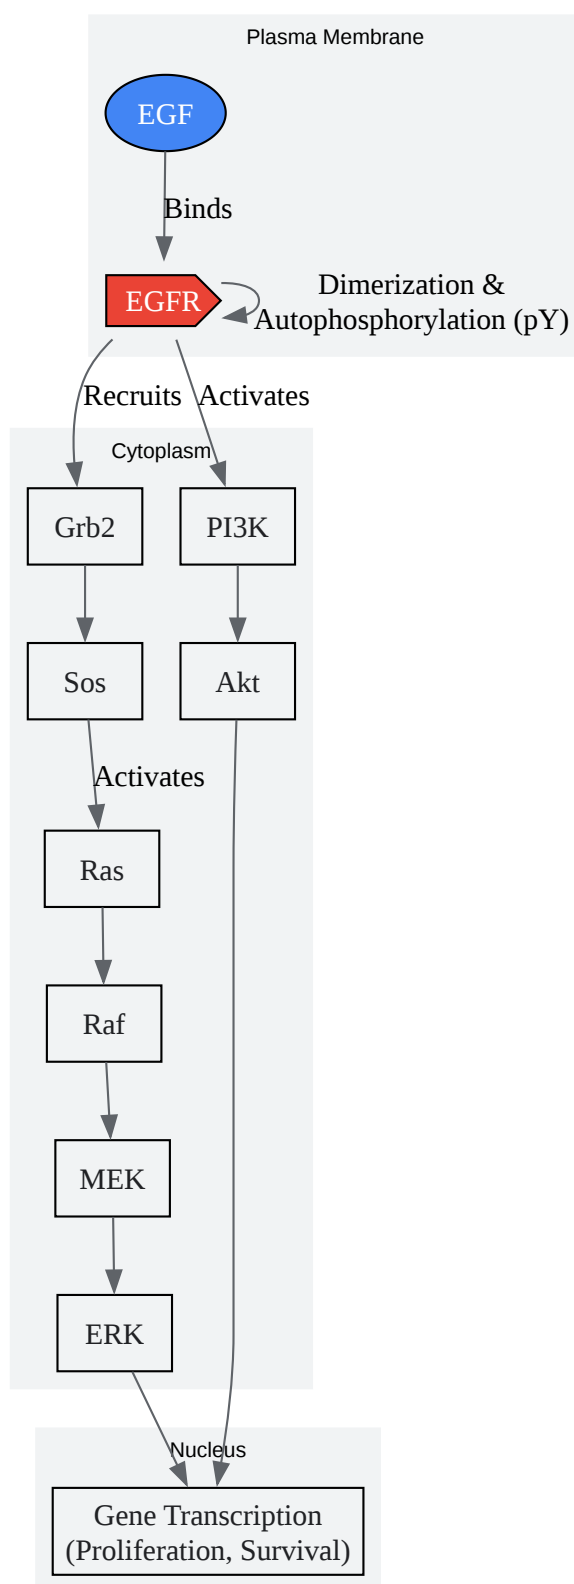 Plasma Membrane
EGF
Binds
EGFR
Dimerization &
Autophosphorylation (pY)
Recruits
Activates
Cytoplasm
Grb2
PI3K
Sos
Akt
Activates
Ras
Raf
MEK
ERK
Nucleus
Gene Transcription
(Proliferation, Survival)